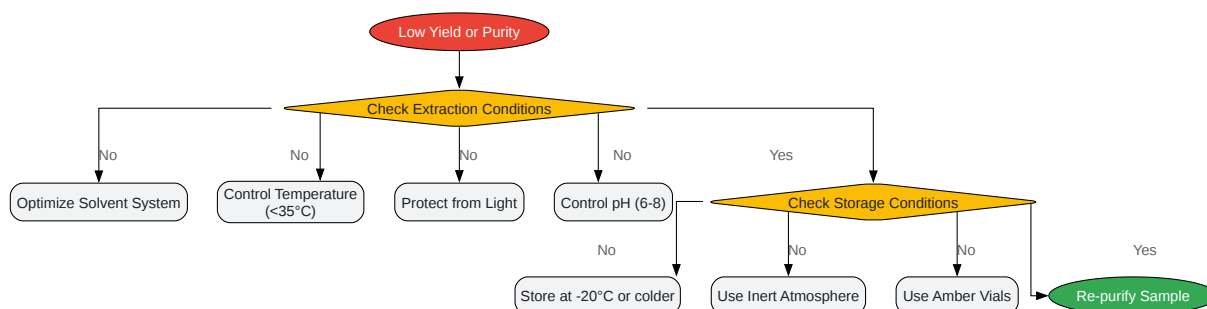 Low Yield or Purity
Check Extraction Conditions
No
No
No
No
Yes
Optimize Solvent System
Control Temperature
(<35°C)
Protect from Light
Control pH (6-8)
Check Storage Conditions
No
No
No
Yes
Store at -20°C or colder
Use Inert Atmosphere
Use Amber Vials
Re-purify Sample